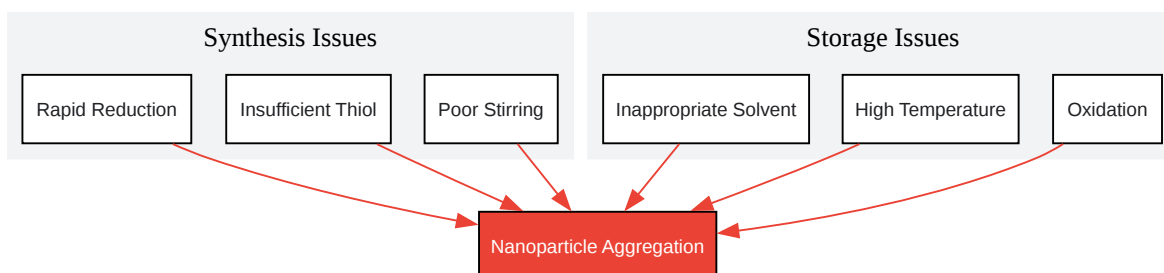 Synthesis Issues
Storage Issues
Rapid Reduction
Insufficient Thiol
Poor Stirring
Inappropriate Solvent
High Temperature
Oxidation
Nanoparticle Aggregation